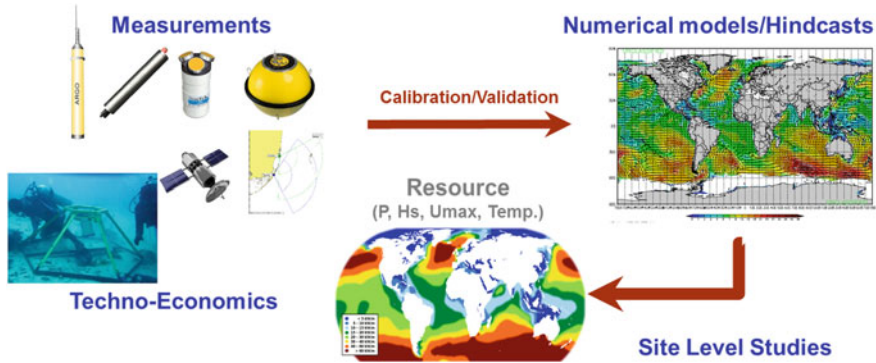 Measurements
Numerical models/Hindcasts
ARGO
Calibration/Validation
Resource
(P, Hs, Umax, Temp.)
Techno-Economics
Site Level Studies